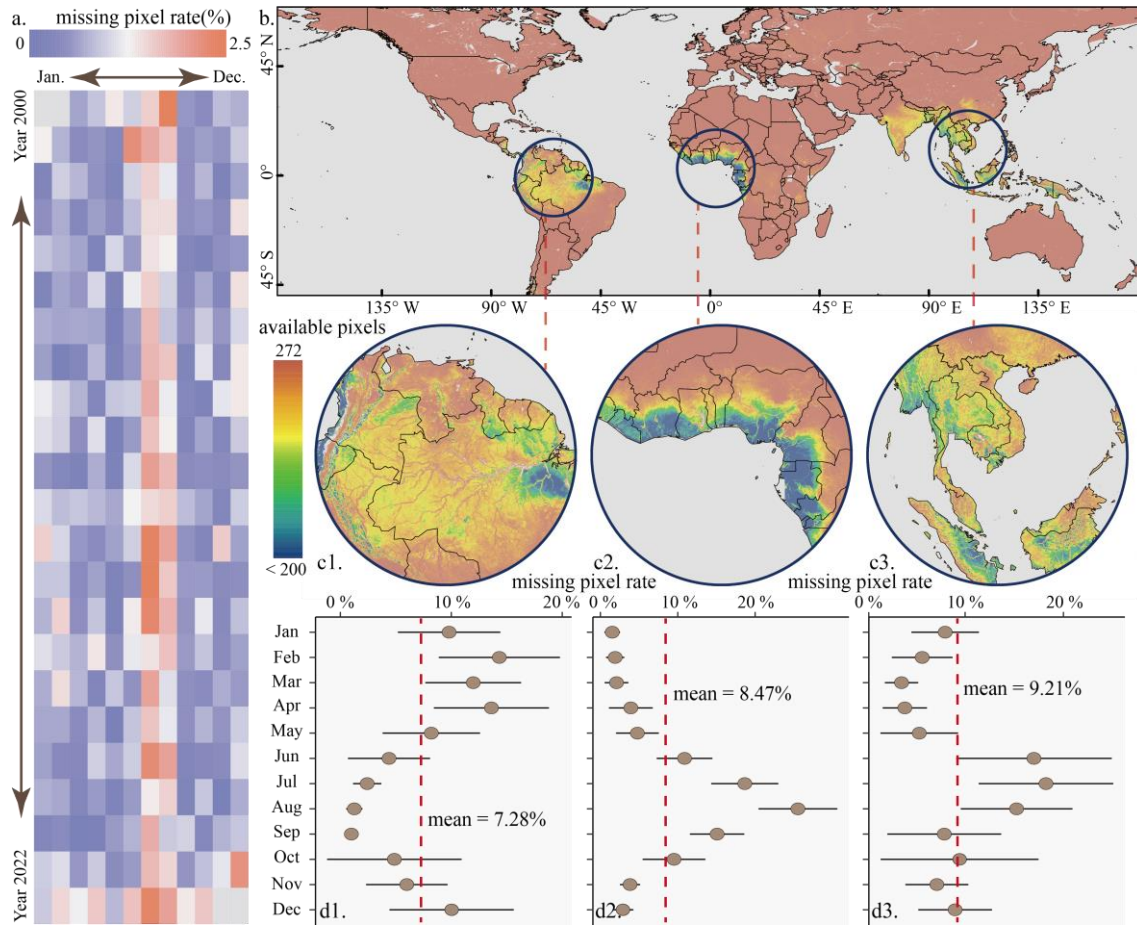 a. missing pixel rate(%)
0 2.5
Jan. Dec.
Year 2000
Year 2022
b.
45° N
0°
45° S
135° W 90° W 45° W 0° 45° E 90° E 135° E
available pixels
272
< 200
c1. c2. c3.
missing pixel rate missing pixel rate
0 % 10 % 20 % 0 % 20 % 0 % 10 % 20 %
Jan
Feb
Mar
Apr
May
Jun
Jul
Aug
Sep
Oct
Nov
Dec
mean = 7.28%
d1.
mean = 8.47%
d2.
mean = 9.21%
d3.